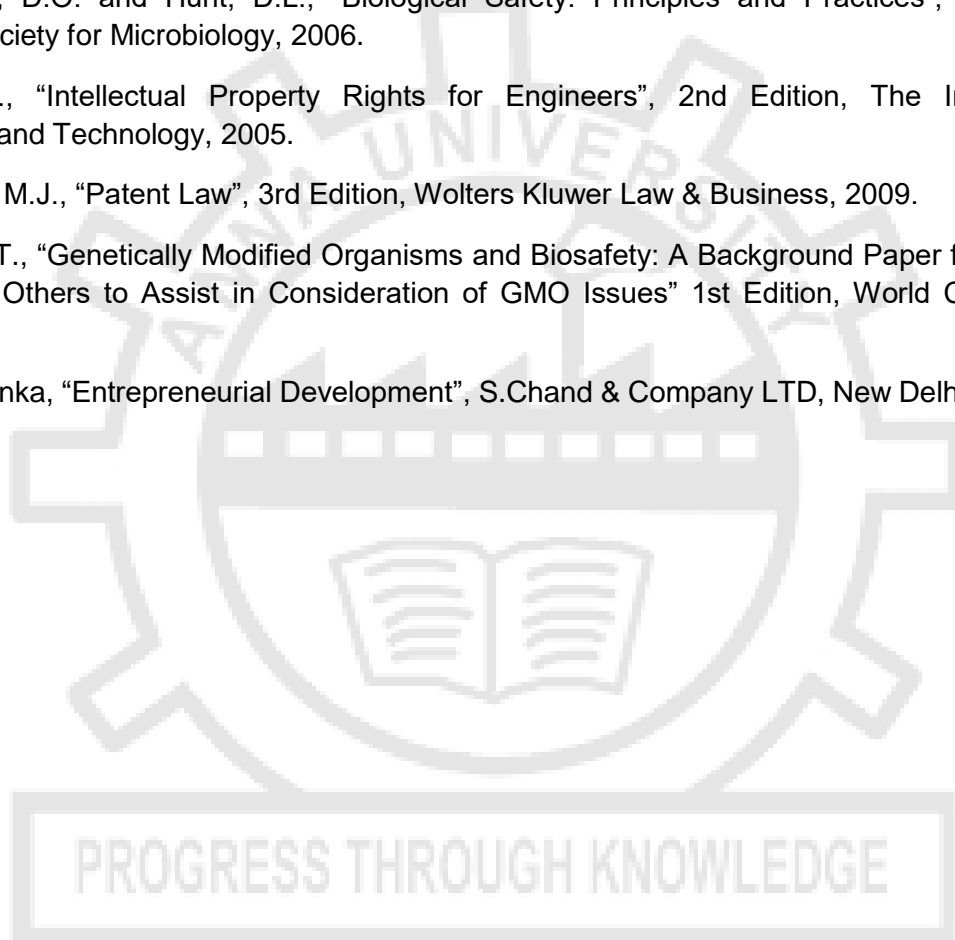 D.O. and Hunt, D.L., “Biological Safety: Principles and Practices”,
ciety for Microbiology, 2006.
., “Intellectual Property Rights for Engineers”, 2nd Edition, The
and Technology, 2005.
M.J., “Patent Law”, 3rd Edition, Wolters Kluwer Law & Business, 2009.
T., “Genetically Modified Organisms and Biosafety: A Background Paper
Others to Assist in Consideration of GMO Issues” 1st Edition, World
nka, “Entrepreneurial Development”, S.Chand & Company LTD, New Delh
ANNA UNIVERSITY
PROGRESS THROUGH KNOWLEDGE